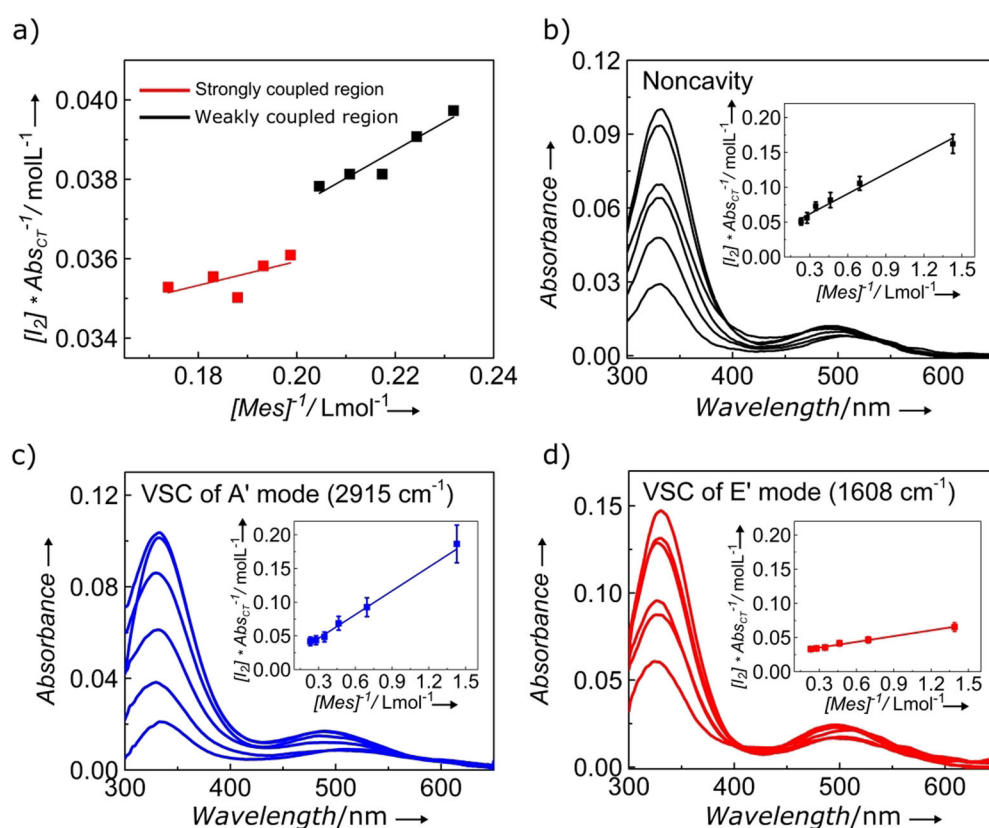 a)
Strongly coupled region
Weakly coupled region
0.040
0.038
0.036
0.034
[I₂] * Abs_CT⁻¹/ molL⁻¹
0.18
0.20
0.22
0.24
[Mes]⁻¹/ Lmol⁻¹
b)
Noncavity
0.12
0.09
0.06
0.03
0.00
Absorbance
300
400
500
600
Wavelength/nm
0.20
0.15
0.10
0.05
0.00
[I₂] * Abs_CT⁻¹/ molL⁻¹
0.3
0.6
0.9
1.2
1.5
[Mes]⁻¹/ Lmol⁻¹
c)
VSC of A' mode (2915 cm⁻¹)
0.12
0.08
0.04
0.00
Absorbance
300
400
500
600
Wavelength/nm
0.20
0.15
0.10
0.05
0.00
[I₂] * Abs_CT⁻¹/ molL⁻¹
0.3
0.6
0.9
1.2
1.5
[Mes]⁻¹/ Lmol⁻¹
d)
VSC of E' mode (1608 cm⁻¹)
0.15
0.10
0.05
0.00
Absorbance
300
400
500
600
Wavelength/nm
0.20
0.15
0.10
0.05
0.00
[I₂] * Abs_CT⁻¹/ molL⁻¹
0.3
0.6
0.9
1.2
1.5
[Mes]⁻¹/ Lmol⁻¹